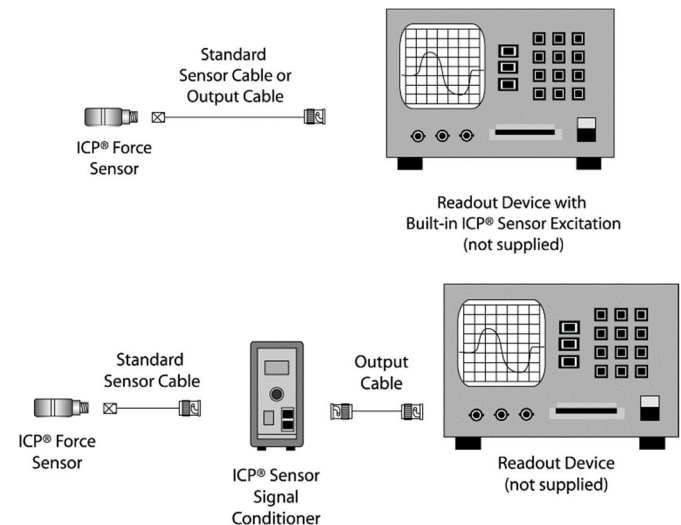 Standard
Sensor Cable or
Output Cable
ICP® Force
Sensor
Readout Device with
Built-in ICP® Sensor Excitation
(not supplied)
Standard
Sensor Cable
Output
Cable
ICP® Force
Sensor
ICP® Sensor
Signal
Conditioner
Readout Device
(not supplied)